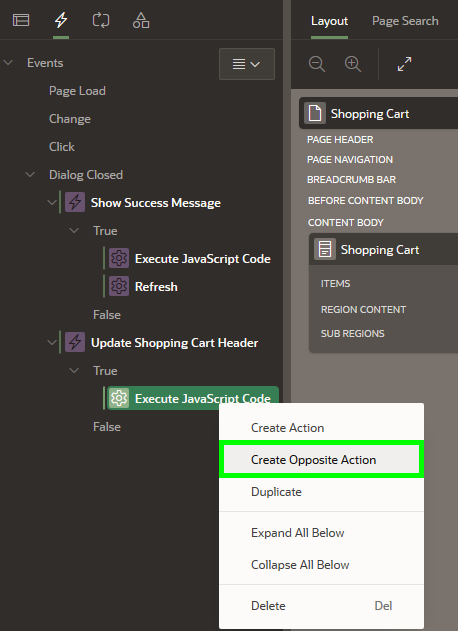 Events
Page Load
Change
Click
Dialog Closed
Show Success Message
True
Execute JavaScript Code
Refresh
False
Update Shopping Cart Header
True
Execute JavaScript Code
False
Create Action
Create Opposite Action
Duplicate
Expand All Below
Collapse All Below
Delete Del
Layout Page Search
Shopping Cart
PAGE HEADER
PAGE NAVIGATION
BREADCRUMB BAR
BEFORE CONTENT BODY
CONTENT BODY
Shopping Cart
ITEMS
REGION CONTENT
SUB REGIONS